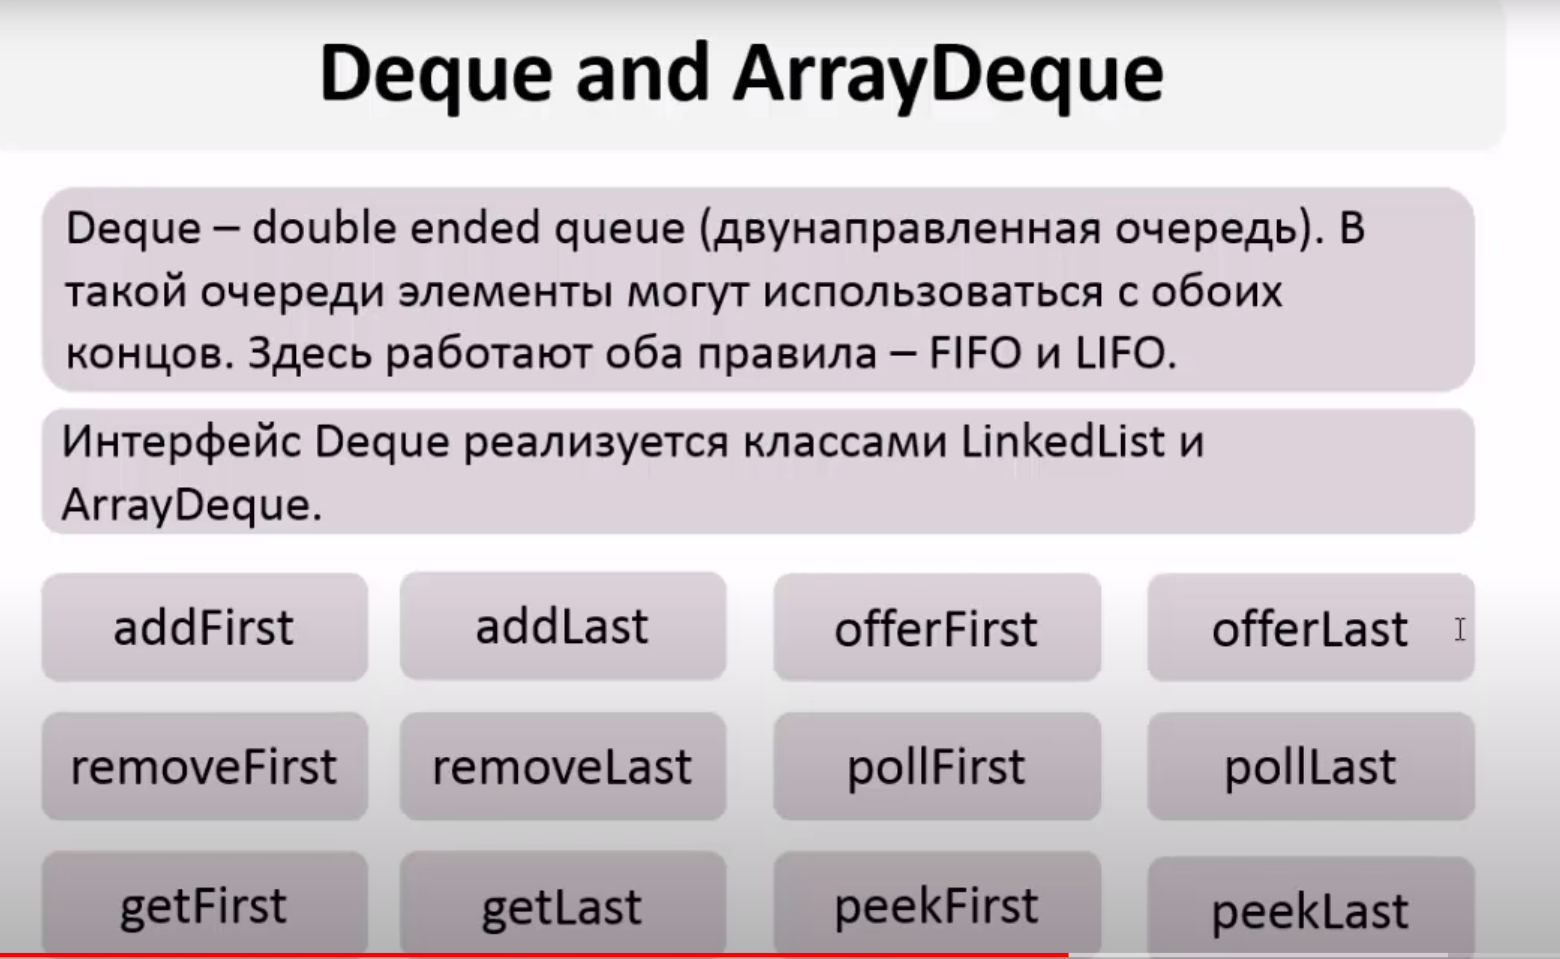 Deque and ArrayDeque
Deque – double ended queue (двунаправленная очередь). В
такой очереди элементы могут использоваться с обоих
концов. Здесь работают оба правила – FIFO и LIFO.
Интерфейс Deque реализуется классами LinkedList и
ArrayDeque.
addFirst addLast offerFirst offerLast
removeFirst removeLast pollFirst pollLast
getFirst getLast peekFirst peekLast